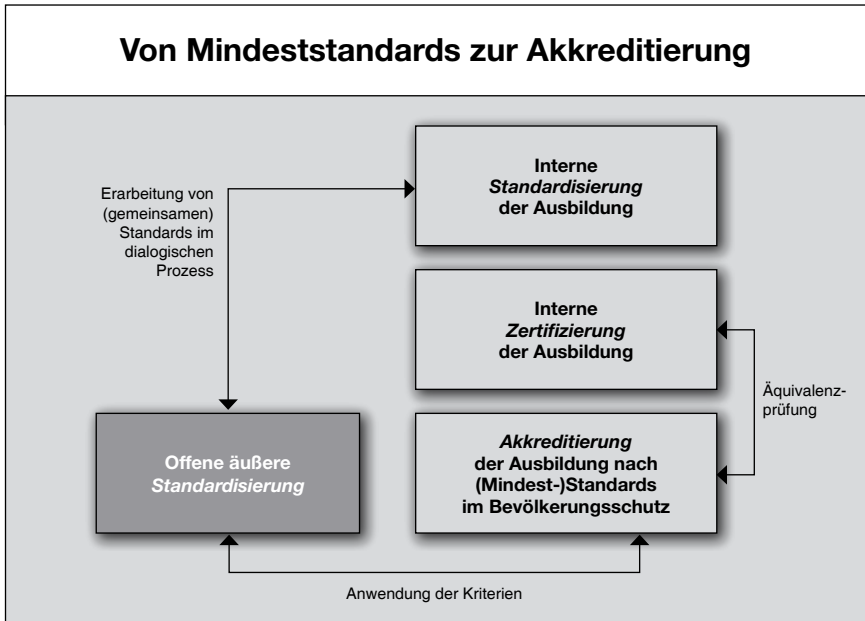 Von Mindeststandards zur Akkreditierung
Interne
Standardisierung
der Ausbildung
Erarbeitung von
(gemeinsamen)
Standards im
dialogischen
Prozess
Interne
Zertifizierung
der Ausbildung
Äquivalenz-
prüfung
Offene äußere
Standardisierung
Akkreditierung
der Ausbildung nach
(Mindest-)Standards
im Bevölkerungsschutz
Anwendung der Kriterien